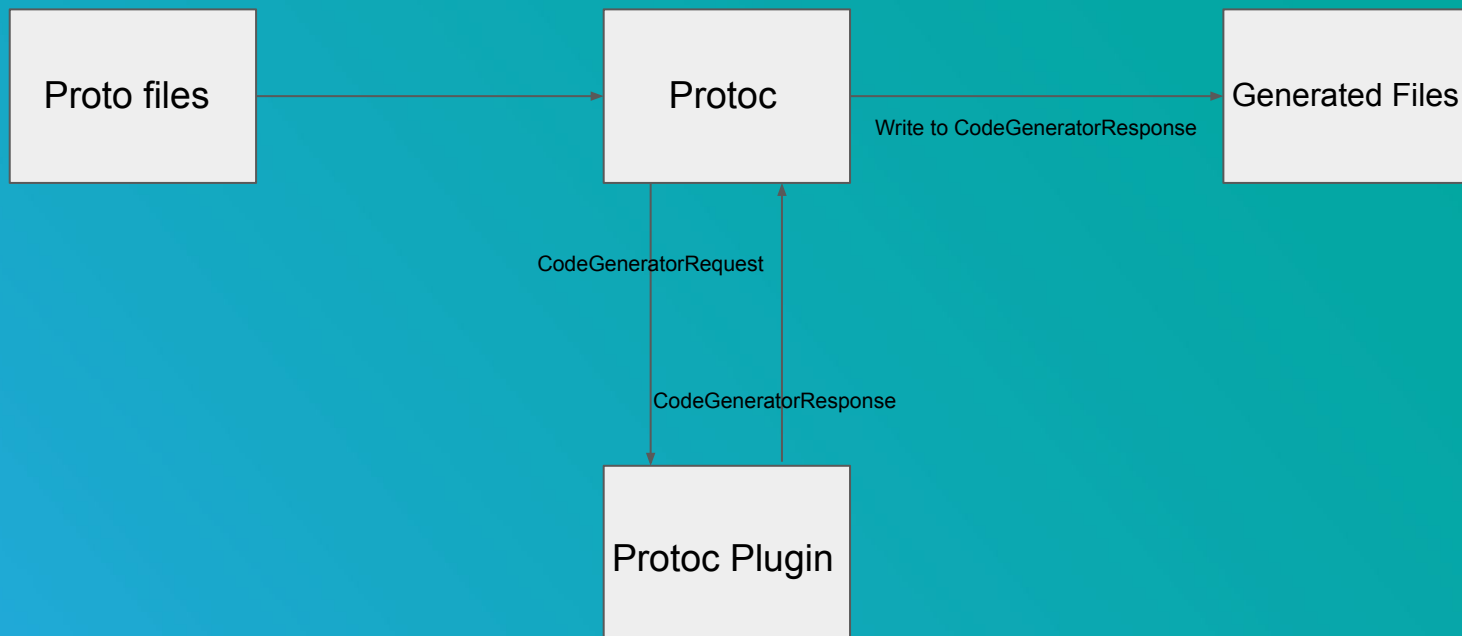 Proto files
Protoc
Generated Files
Write to CodeGeneratorResponse
CodeGeneratorRequest
CodeGeneratorResponse
Protoc Plugin